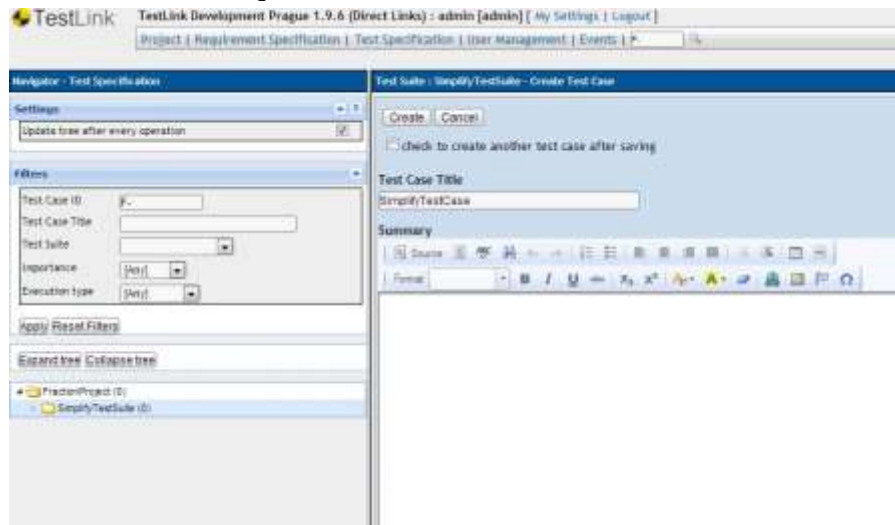 TestLink
TestLink Development Prague 1.9.6 (Direct Links) : admin [admin] [ My Settings | Logout ]
Project | Requirement Specification | Test Specification | User Management | Events | F-
Navigator - Test Specification
Settings
Update tree after every operation
Filters
Test Case ID F-
Test Case Title
Test Suite
Importance [Any]
Execution type [Any]
Apply Reset Filters
Expand tree Collapse tree
FractionProject (0)
SimplifyTestSuite (0)
Test Suite : SimplifyTestSuite - Create Test Case
Create Cancel
check to create another test case after saving
Test Case Title
SimplifyTestCase
Summary
Source
Format